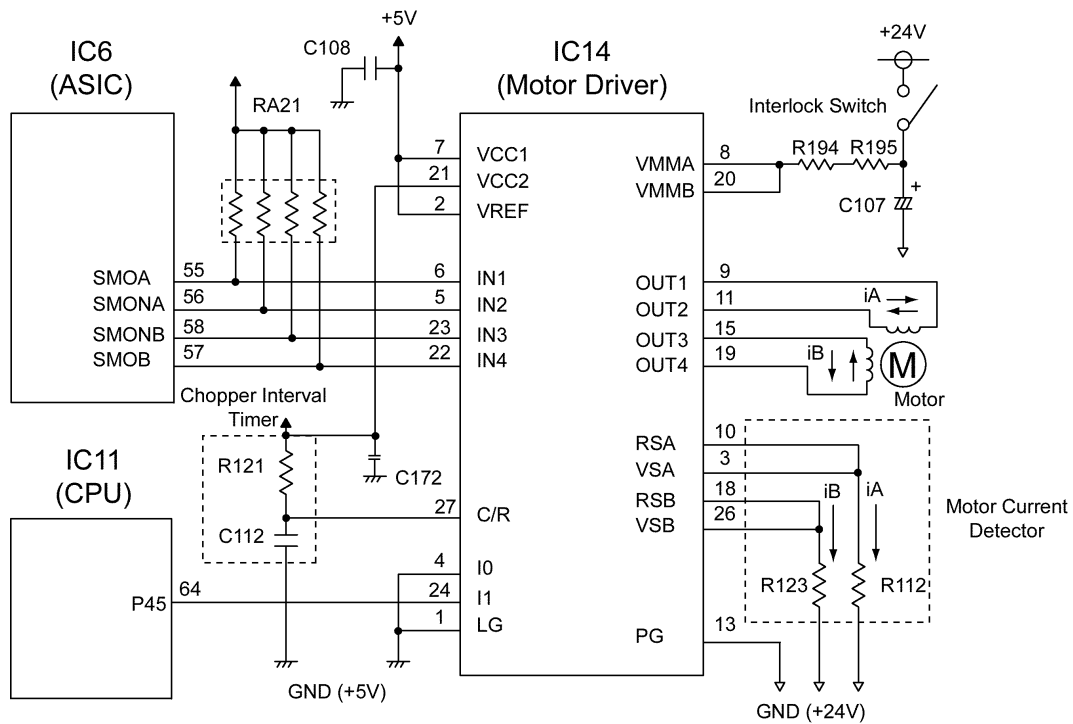 +5V
C108
IC6
(ASIC)
IC14
(Motor Driver)
+24V
RA21
Interlock Switch
7
VCC1
21
VCC2
2
VREF
VMMA
8
VMMB
20
R194
R195
+
C107
SMOA
55
SMONA
56
SMONB
58
SMOB
57
6
IN1
5
IN2
23
IN3
22
IN4
OUT1
9
OUT2
11
OUT3
15
OUT4
19
iA
iB
M
Motor
Chopper Interval
Timer
R121
C112
C172
IC11
(CPU)
P45
64
27
C/R
4
I0
24
I1
1
LG
RSA
10
VSA
3
RSB
18
VSB
26
iB
iA
Motor Current
Detector
R123
R112
PG
13
GND (+5V)
GND (+24V)